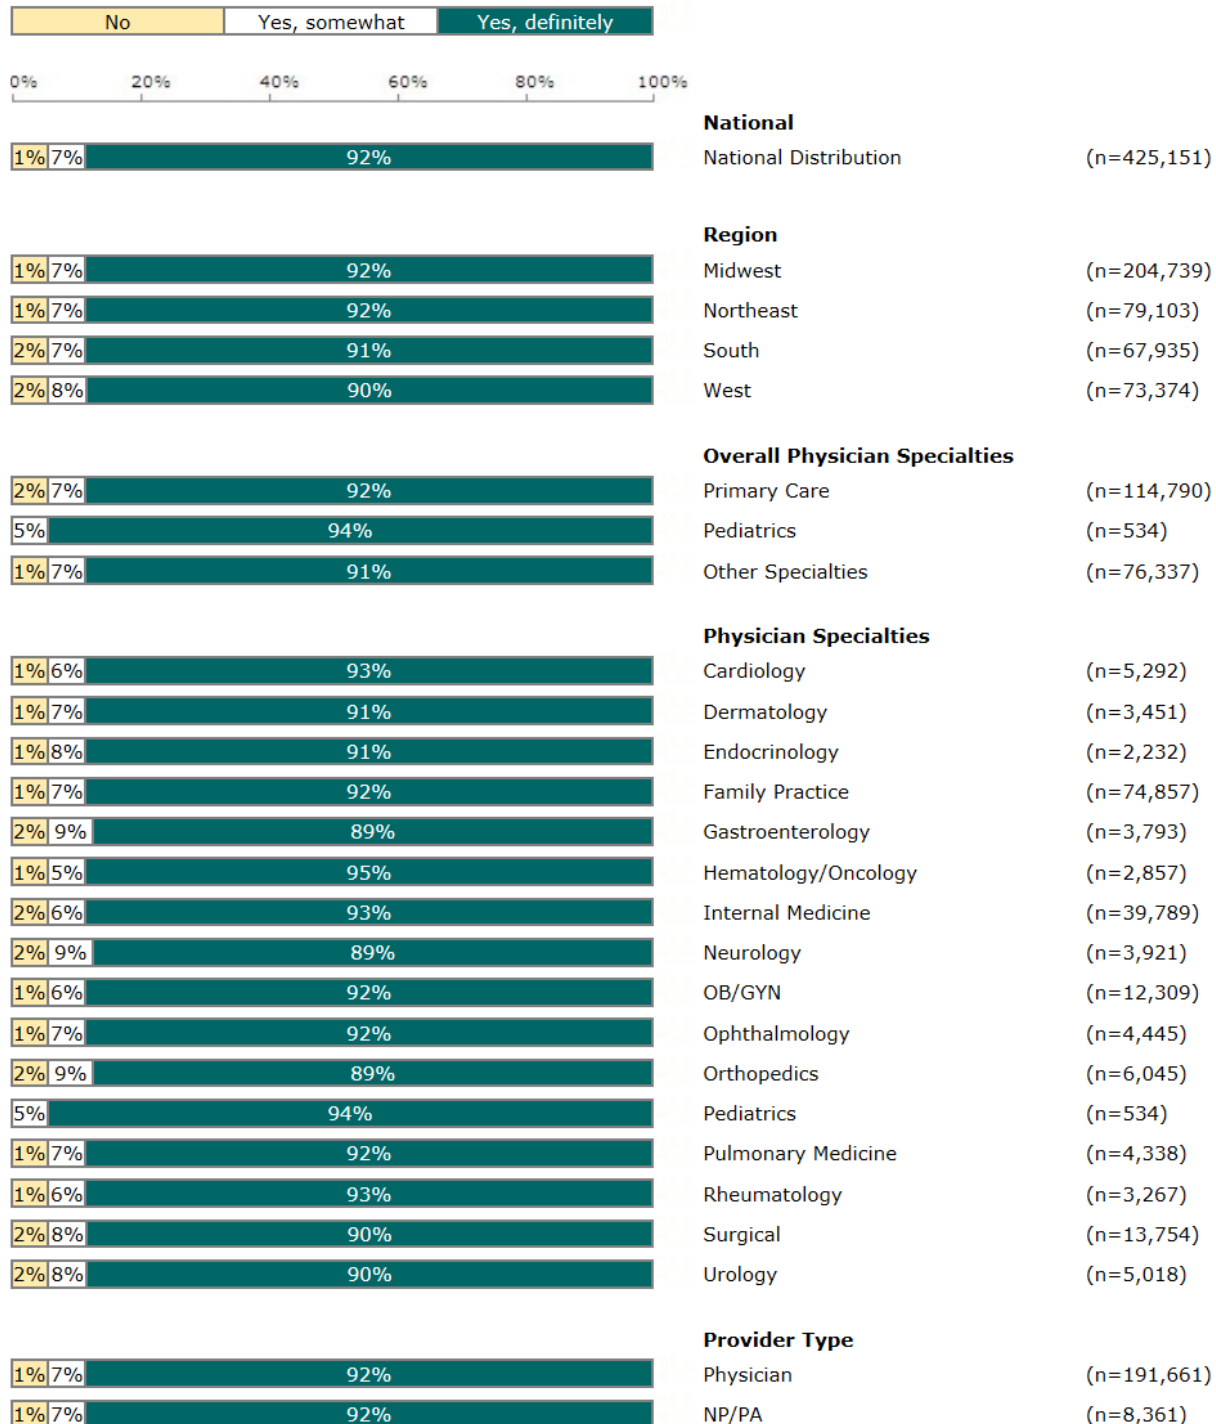 No Yes, somewhat Yes, definitely
0% 20% 40% 60% 80% 100%
National
1% 7% 92% National Distribution (n=425,151)
Region
1% 7% 92% Midwest (n=204,739)
1% 7% 92% Northeast (n=79,103)
2% 7% 91% South (n=67,935)
2% 8% 90% West (n=73,374)
Overall Physician Specialties
2% 7% 92% Primary Care (n=114,790)
5% 94% Pediatrics (n=534)
1% 7% 91% Other Specialties (n=76,337)
Physician Specialties
1% 6% 93% Cardiology (n=5,292)
1% 7% 91% Dermatology (n=3,451)
1% 8% 91% Endocrinology (n=2,232)
1% 7% 92% Family Practice (n=74,857)
2% 9% 89% Gastroenterology (n=3,793)
1% 5% 95% Hematology/Oncology (n=2,857)
2% 6% 93% Internal Medicine (n=39,789)
2% 9% 89% Neurology (n=3,921)
1% 6% 92% OB/GYN (n=12,309)
1% 7% 92% Ophthalmology (n=4,445)
2% 9% 89% Orthopedics (n=6,045)
5% 94% Pediatrics (n=534)
1% 7% 92% Pulmonary Medicine (n=4,338)
1% 6% 93% Rheumatology (n=3,267)
2% 8% 90% Surgical (n=13,754)
2% 8% 90% Urology (n=5,018)
Provider Type
1% 7% 92% Physician (n=191,661)
1% 7% 92% NP/PA (n=8,361)